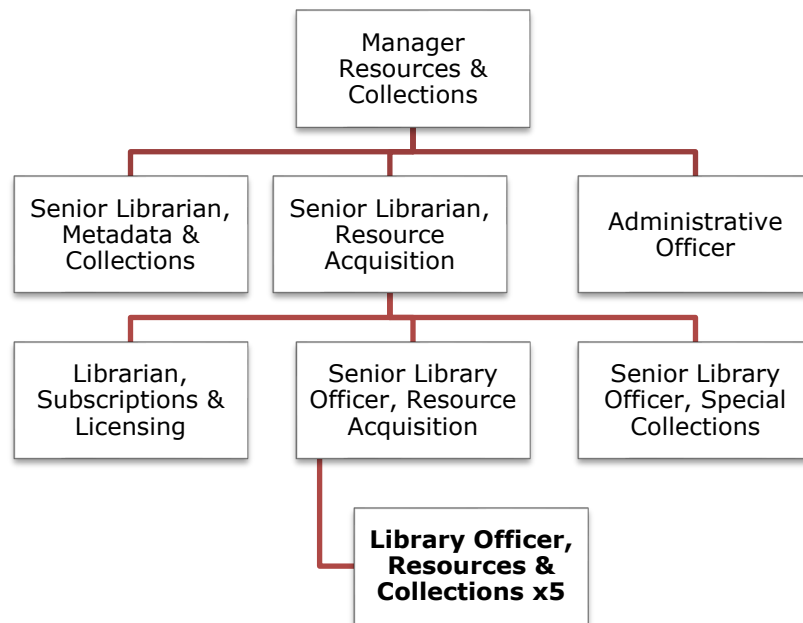 Manager
Resources &
Collections
Senior Librarian,
Metadada &
Collections
Senior Librarian,
Resource
Acquisition
Administrative
Officer
Librarian,
Subscriptions &
Licensing
Senior Library
Officer, Resource
Acquisition
Senior Library
Officer, Special
Collections
Library Officer,
Resources &
Collections x5